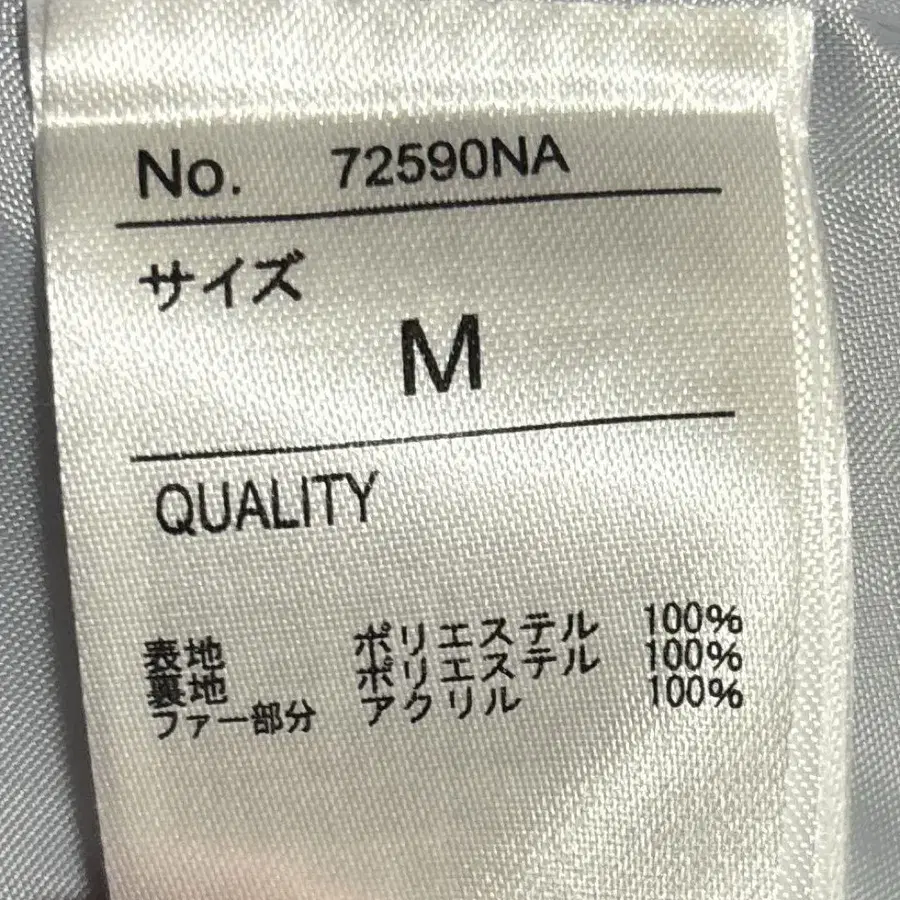 No. 72590NA
サイズ
M
QUALITY
表地 ポリエステル 100%
裏地 ポリエステル 100%
ファー部分 アクリル 100%